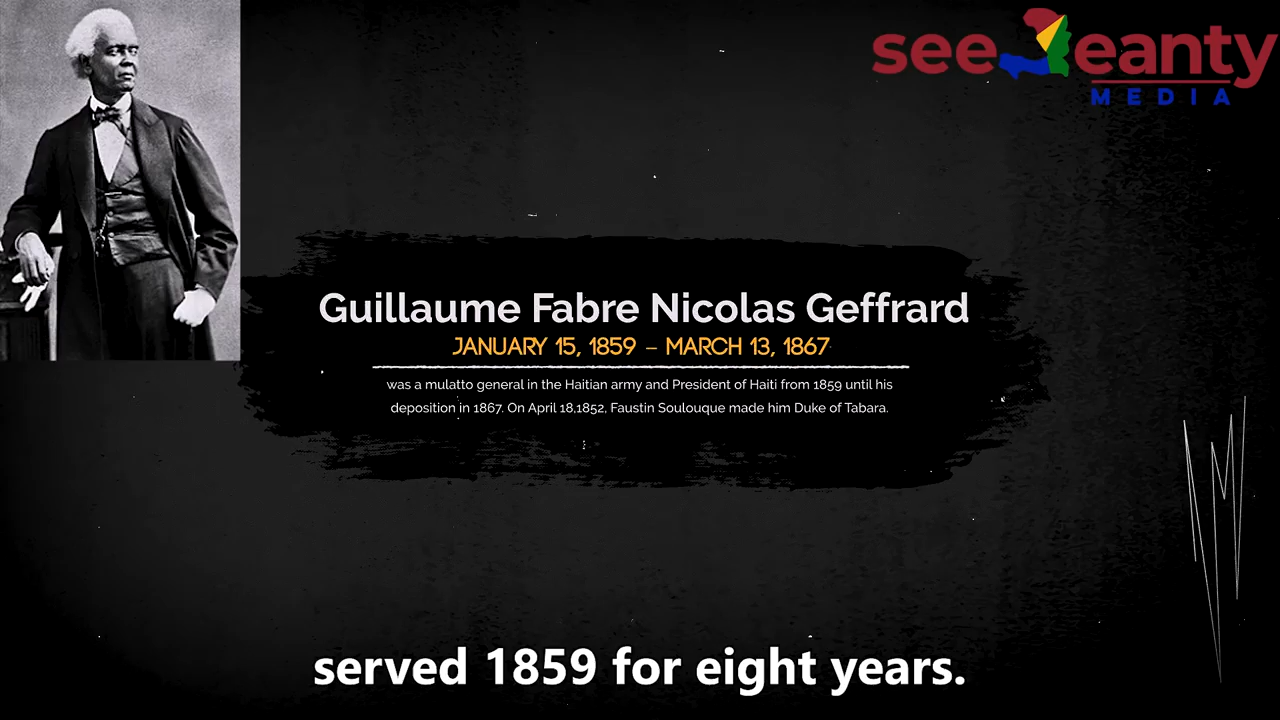 see Jeanty
MEDIA
Guillaume Fabre Nicolas Geffrard
JANUARY 15, 1859 – MARCH 13, 1867
was a mulatto general in the Haitian army and President of Haiti from 1859 until his
deposition in 1867. On April 18,1852, Faustin Soulouque made him Duke of Tabara.
served 1859 for eight years.